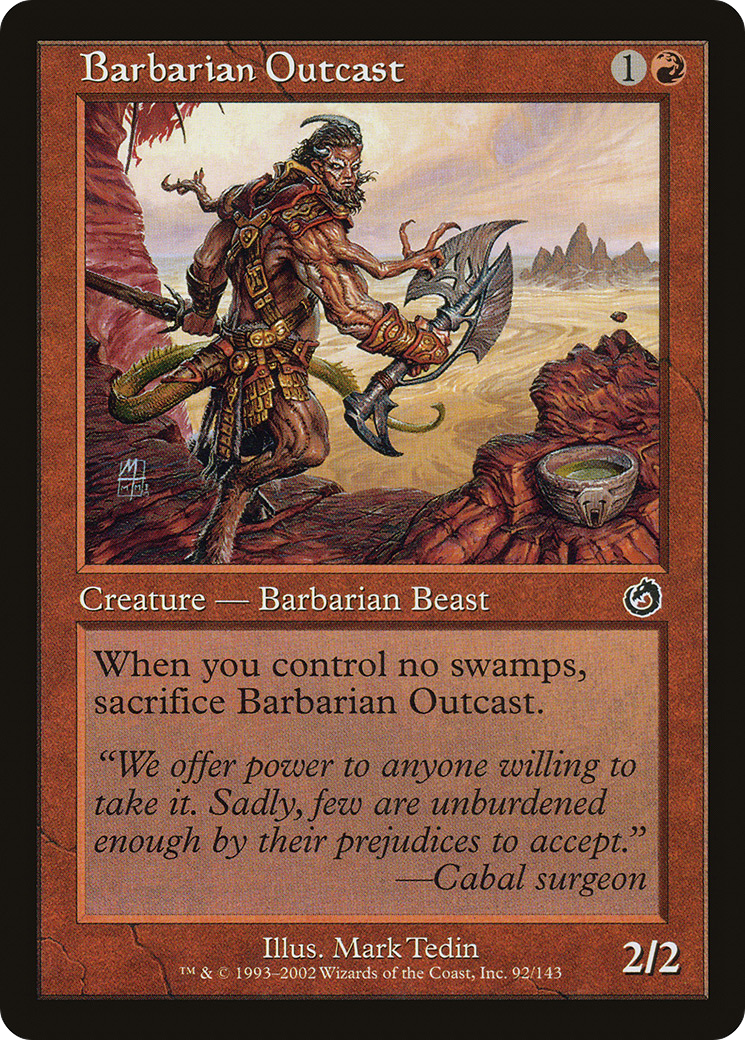 Barbarian Outcast
1
Creature — Barbarian Beast
When you control no swamps,
sacrifice Barbarian Outcast.
“We offer power to anyone willing to
take it. Sadly, few are unburdened
enough by their prejudices to accept.”
—Cabal surgeon
Illus. Mark Tedin
™ & © 1993–2002 Wizards of the Coast, Inc. 92/143
2/2